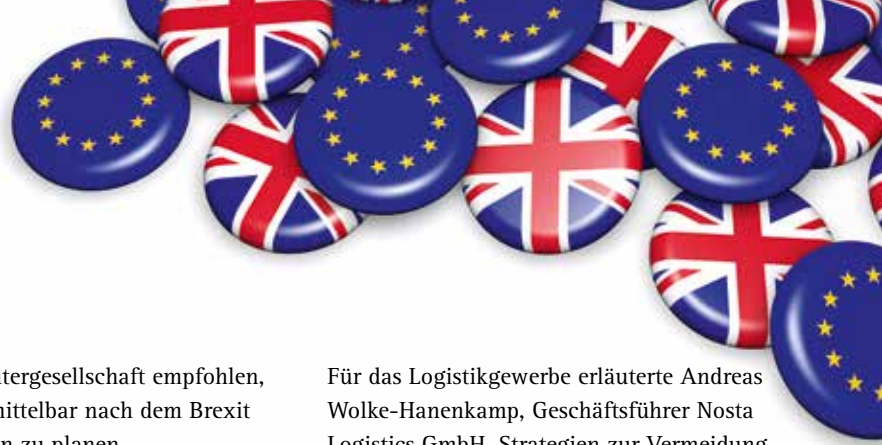 tergesellschaft empfohlen,
nittelbar nach dem Brexit
n zu planen.
Für das Logistikgewerbe erläuterte Andreas
Wolke-Hanenkamp, Geschäftsführer Nosta
Logistics GmbH, Strategien zur Vermeidung